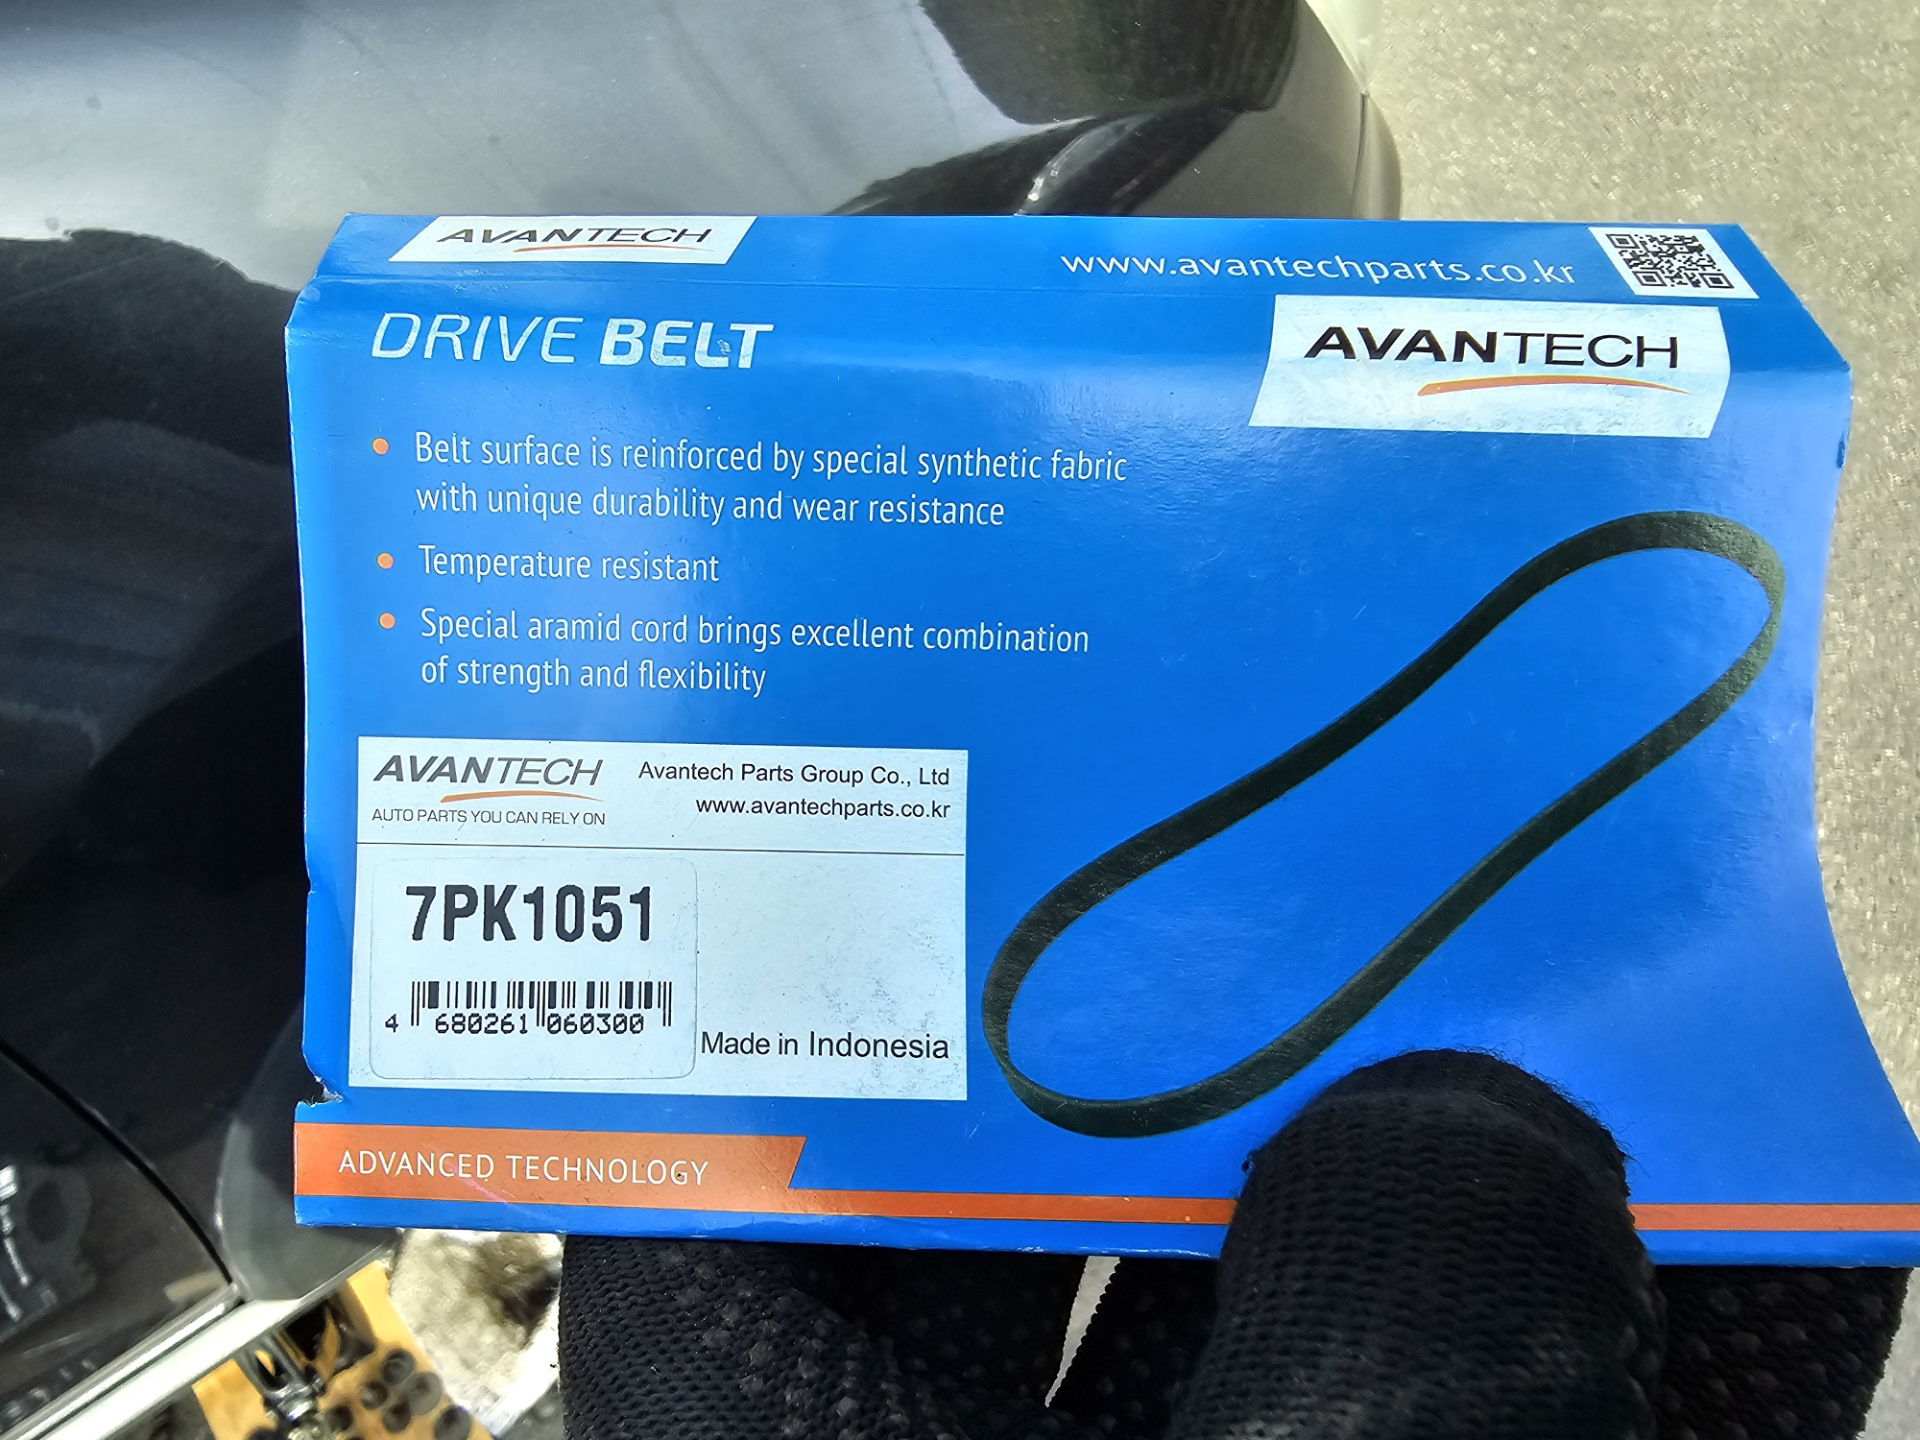 AVANTECH
www.avantechparts.co.kr
DRIVE BELT
AVANTECH
Belt surface is reinforced by special synthetic fabric
with unique durability and wear resistance
Temperature resistant
Special aramid cord brings excellent combination
of strength and flexibility
AVANTECH
AUTO PARTS YOU CAN RELY ON
Avantech Parts Group Co., Ltd
www.avantechparts.co.kr
7PK1051
4 680261 060300
Made in Indonesia
ADVANCED TECHNOLOGY